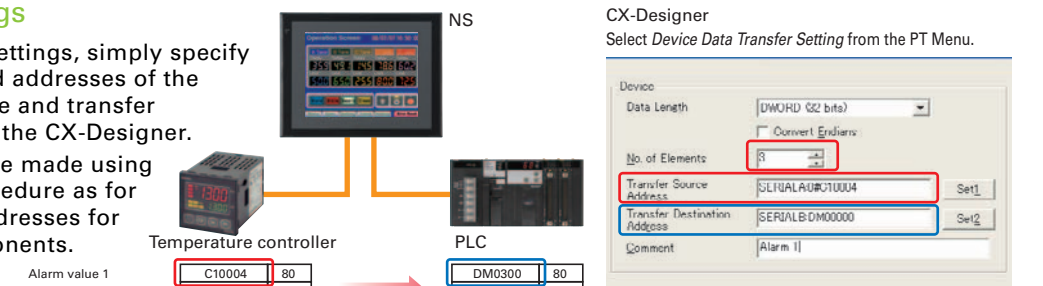 gs
ettings, simply specify
d addresses of the
e and transfer
the CX-Designer.
e made using
edure as for
dresses for
onents.
NS
Operation Screen
Temperature controller
PLC
Alarm value 1
C10004 80
DM0300 80
CX-Designer
Select Device Data Transfer Setting from the PT Menu.
Device
Data Length DWORD (32 bits)
Convert Endians
No. of Elements 3
Transfer Source Address SERIALA:0#C10004 Set1
Transfer Destination Address SERIALB:DM00000 Set2
Comment Alarm 1